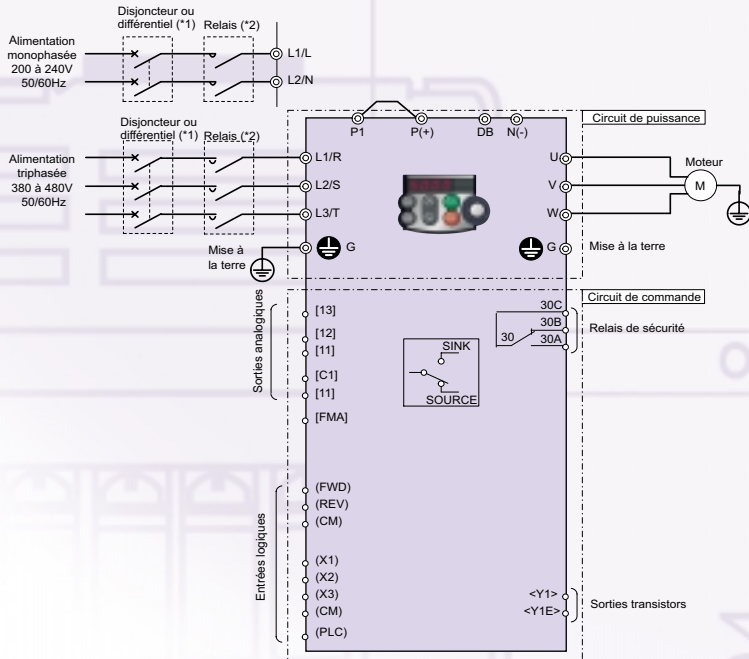 Disjoncteur ou
différentiel (*1)
Relais (*2)
Alimentation
monophasée
200 à 240V
50/60Hz
L1/L
L2/N
Disjoncteur ou
différentiel (*1)
Relais (*2)
P1
P(+)
DB
N(-)
Circuit de puissance
Alimentation
triphasée
380 à 480V
50/60Hz
L1/R
L2/S
L3/T
U
V
W
Moteur
M
Mise à
la terre
G
G
Mise à la terre
Circuit de commande
Sorties analogiques
[13]
[12]
[11]
[C1]
[11]
[FMA]
SINK
SOURCE
30C
30B
30
30A
Relais de sécurité
Entrées logiques
(FWD)
(REV)
(CM)
(X1)
(X2)
(X3)
(CM)
(PLC)
<Y1>
<Y1E>
Sorties transistors